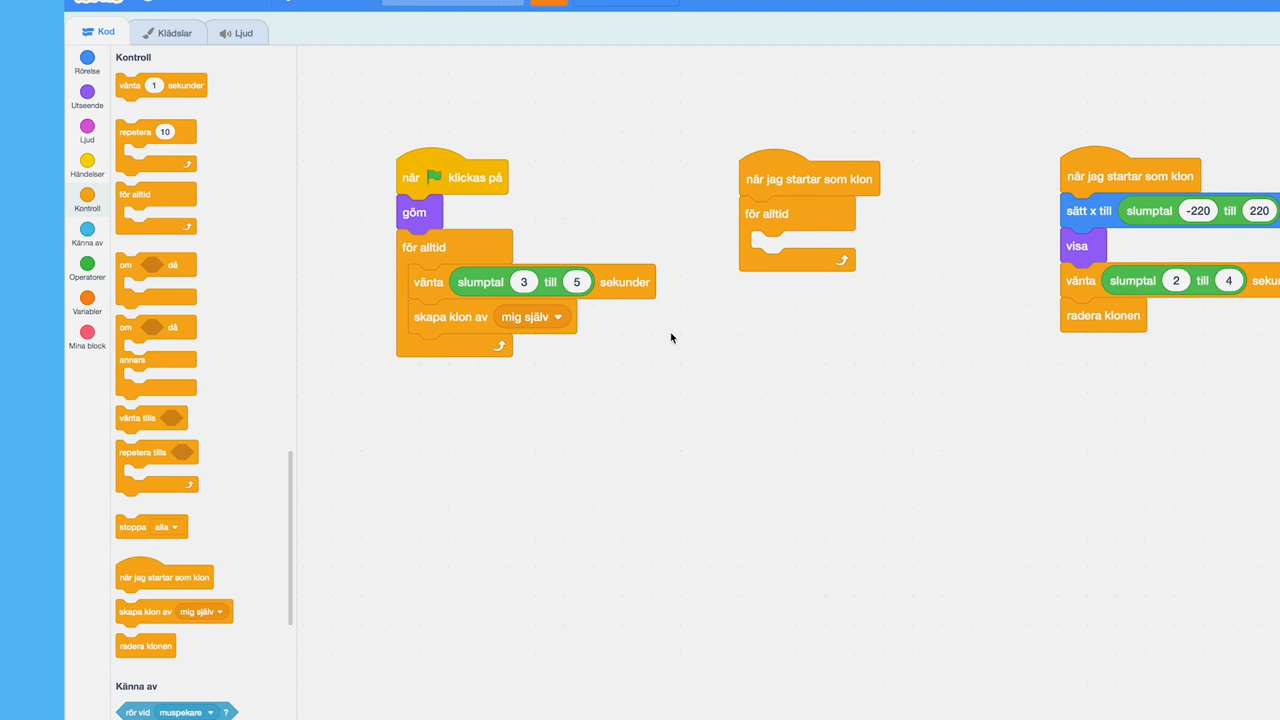 Kod
Klädslar
Ljud
Rörelse
Utseende
Ljud
Händelser
Kontroll
Känna av
Operatorer
Variabler
Mina block
Kontroll
vänta 1 sekunder
repetera 10
för alltid
om då
om då
annars
vänta tills
repetera tills
stoppa alla
när jag startar som klon
skapa klon av mig själv
radera klonen
Känna av
rör vid muspekare ?
när klickas på
göm
för alltid
vänta slumptal 3 till 5 sekunder
skapa klon av mig själv
när jag startar som klon
för alltid
när jag startar som klon
sätt x till slumptal -220 till 220
visa
vänta slumptal 2 till 4 seku
radera klonen